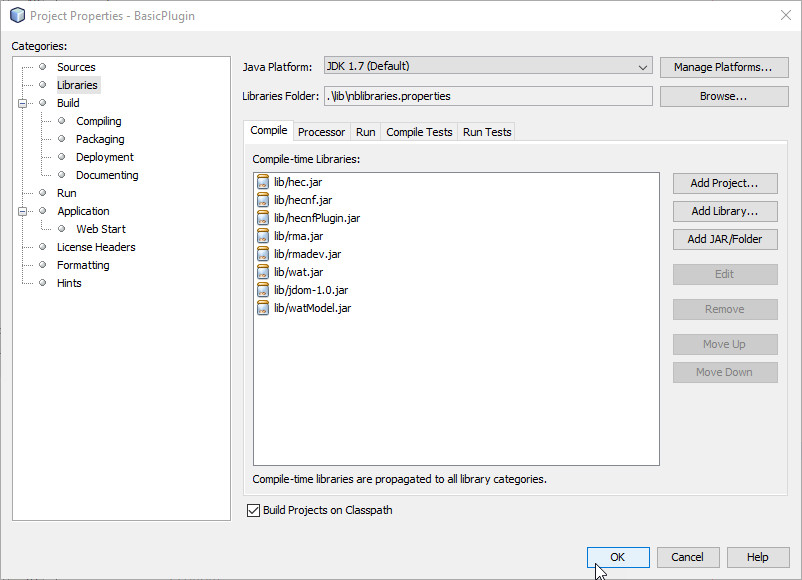 Project Properties - BasicPlugin
Categories:
Sources
Libraries
Build
Compiling
Packaging
Deployment
Documenting
Run
Application
Web Start
License Headers
Formatting
Hints
Java Platform: JDK 1.7 (Default) Manage Platforms...
Libraries Folder: .\lib\nblibraries.properties Browse...
Compile Processor Run Compile Tests Run Tests
Compile-time Libraries:
lib/hec.jar
lib/hecnf.jar
lib/hecnfPlugin.jar
lib/rma.jar
lib/rmadev.jar
lib/wat.jar
lib/jdom-1.0.jar
lib/watModel.jar
Add Project...
Add Library...
Add JAR/Folder
Edit
Remove
Move Up
Move Down
Compile-time libraries are propagated to all library categories.
Build Projects on Classpath
OK Cancel Help